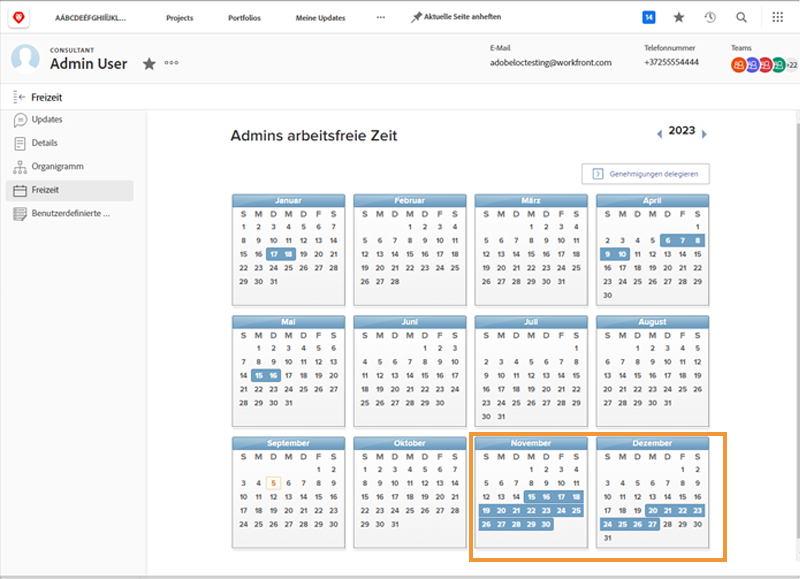 AÁBCDEÉFGHIÍJKL...
Projects
Portfolios
Meine Updates
Aktuelle Seite anheften
14
CONSULTANT
Admin User
E-Mail
adobeloctesting@workfront.com
Telefonnummer
+37255554444
Teams
+22
Freizeit
Updates
Details
Organigramm
Freizeit
Benutzerdefinierte ...
Admins arbeitsfreie Zeit
2023
Genehmigungen delegieren
Januar
S M D M D F S
1 2 3 4 5 6 7
8 9 10 11 12 13 14
15 16 17 18 19 20 21
22 23 24 25 26 27 28
29 30 31
Februar
S M D M D F S
1 2 3 4
5 6 7 8 9 10 11
12 13 14 15 16 17 18
19 20 21 22 23 24 25
26 27 28
März
S M D M D F S
1 2 3 4
5 6 7 8 9 10 11
12 13 14 15 16 17 18
19 20 21 22 23 24 25
26 27 28 29 30 31
April
S M D M D F S
1
2 3 4 5 6 7 8
9 10 11 12 13 14 15
16 17 18 19 20 21 22
23 24 25 26 27 28 29
30
Mai
S M D M D F S
1 2 3 4 5 6
7 8 9 10 11 12 13
14 15 16 17 18 19 20
21 22 23 24 25 26 27
28 29 30 31
Juni
S M D M D F S
1 2 3
4 5 6 7 8 9 10
11 12 13 14 15 16 17
18 19 20 21 22 23 24
25 26 27 28 29 30
Juli
S M D M D F S
1
2 3 4 5 6 7 8
9 10 11 12 13 14 15
16 17 18 19 20 21 22
23 24 25 26 27 28 29
30 31
August
S M D M D F S
1 2 3 4 5
6 7 8 9 10 11 12
13 14 15 16 17 18 19
20 21 22 23 24 25 26
27 28 29 30 31
September
S M D M D F S
1 2
3 4 5 6 7 8 9
10 11 12 13 14 15 16
17 18 19 20 21 22 23
24 25 26 27 28 29 30
Oktober
S M D M D F S
1 2 3 4 5 6 7
8 9 10 11 12 13 14
15 16 17 18 19 20 21
22 23 24 25 26 27 28
29 30 31
November
S M D M D F S
1 2 3 4
5 6 7 8 9 10 11
12 13 14 15 16 17 18
19 20 21 22 23 24 25
26 27 28 29 30
Dezember
S M D M D F S
1 2
3 4 5 6 7 8 9
10 11 12 13 14 15 16
17 18 19 20 21 22 23
24 25 26 27 28 29 30
31